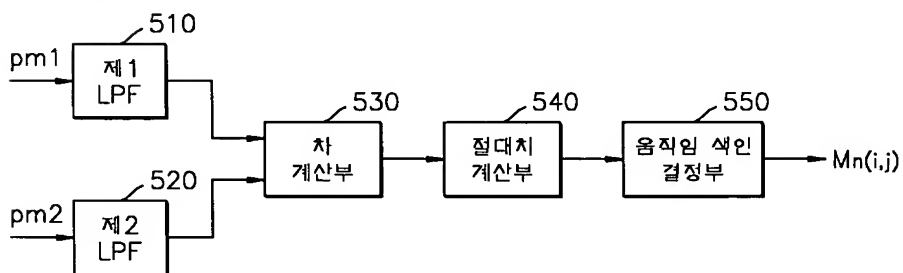 510
pm1
제1
LPF
530
차
계산부
540
절대치
계산부
550
움직임 색인
결정부
Mn(i,j)
520
pm2
제2
LPF